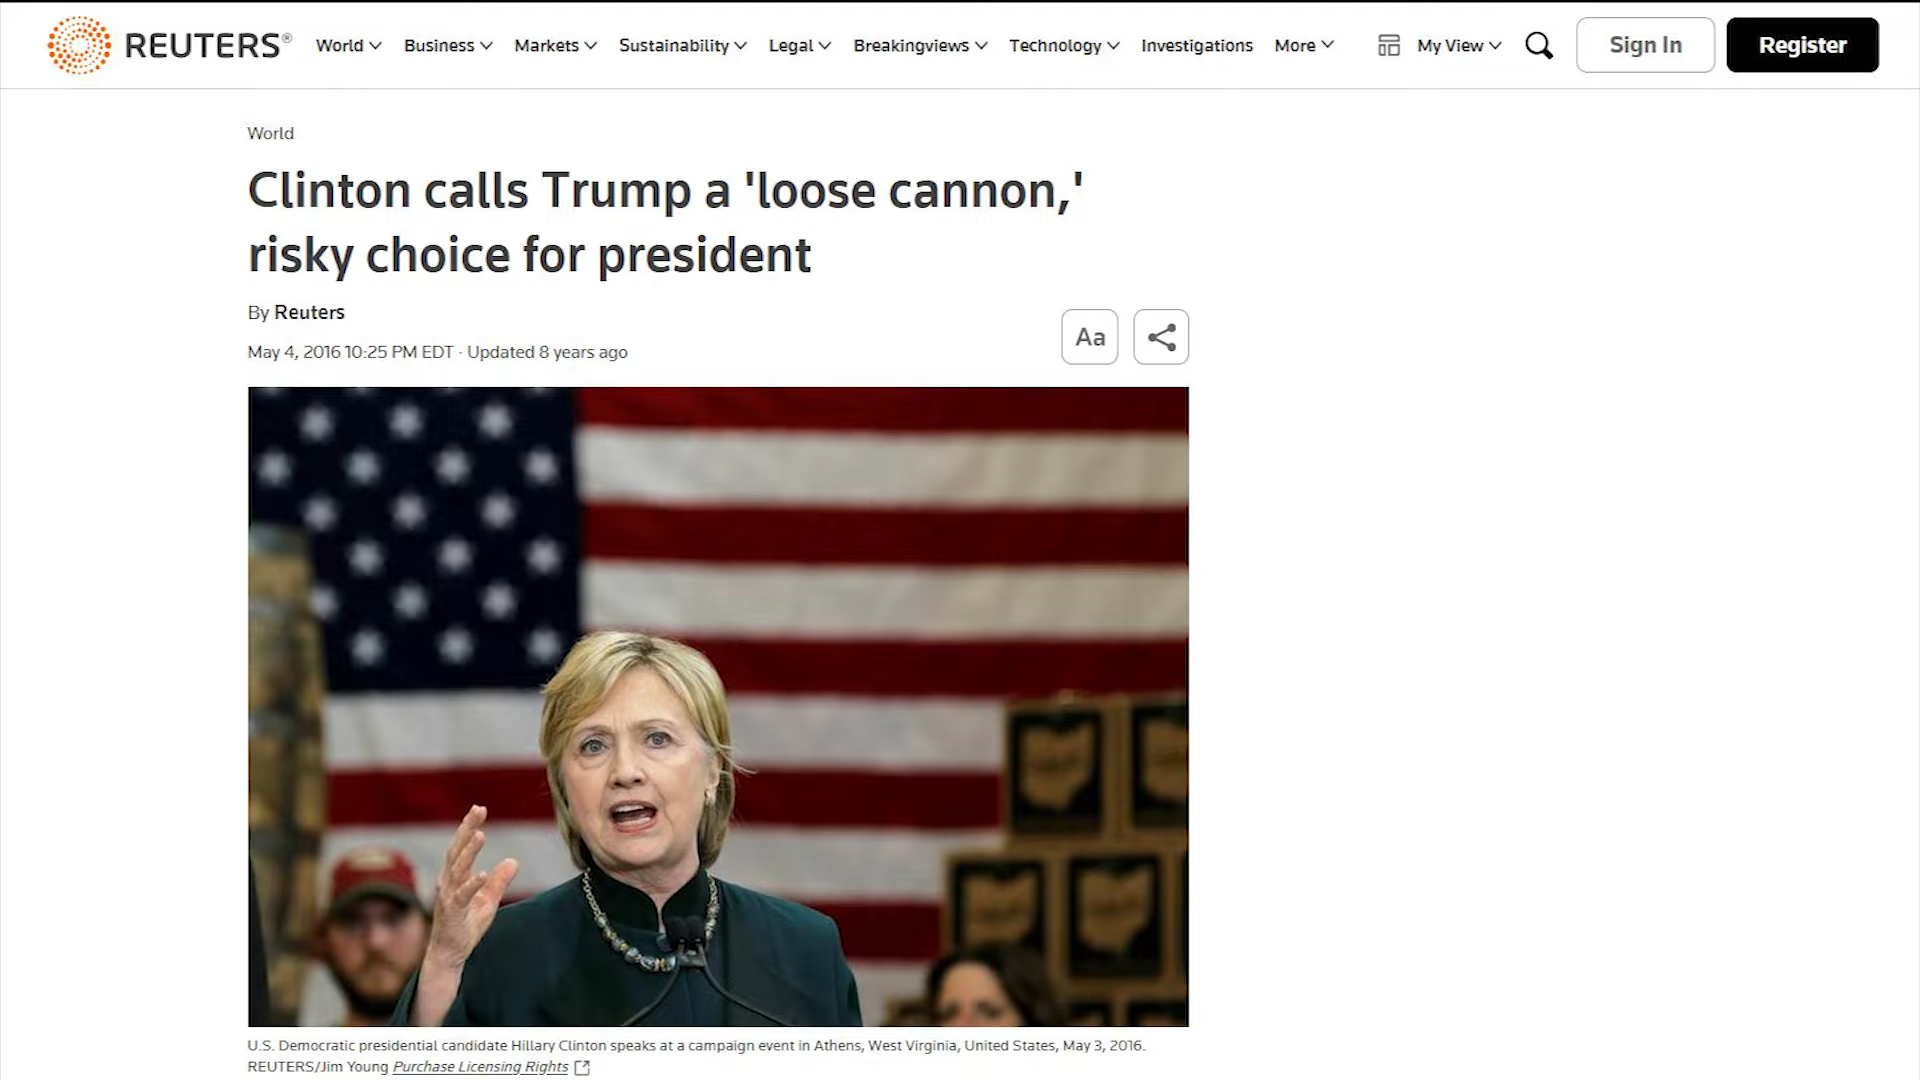 REUTERS®
World Business Markets Sustainability Legal Breakingviews Technology Investigations More My View Sign In Register
World
Clinton calls Trump a 'loose cannon,'
risky choice for president
By Reuters
Aa
May 4, 2016 10:25 PM EDT · Updated 8 years ago
U.S. Democratic presidential candidate Hillary Clinton speaks at a campaign event in Athens, West Virginia, United States, May 3, 2016.
REUTERS/Jim Young Purchase Licensing Rights